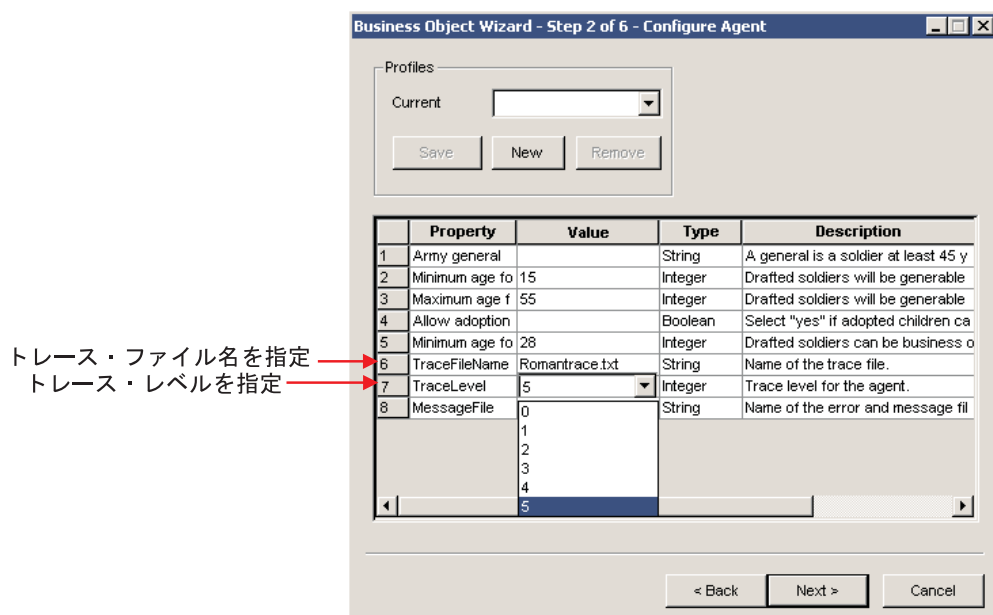 Business Object Wizard - Step 2 of 6 - Configure Agent
Profiles
Current
Save New Remove
Property Value Type Description
1 Army general String A general is a soldier at least 45 y
2 Minimum age fo 15 Integer Drafted soldiers will be generable
3 Maximum age f 55 Integer Drafted soldiers will be generable
4 Allow adoption Boolean Select "yes" if adopted children ca
5 Minimum age fo 28 Integer Drafted soldiers can be business o
トレース・ファイル名を指定 6 TraceFileName Romantrace.txt String Name of the trace file.
トレース・レベルを指定 7 TraceLevel 5 Integer Trace level for the agent.
8 MessageFile String Name of the error and message fil
0
1
2
3
4
5
< Back Next > Cancel